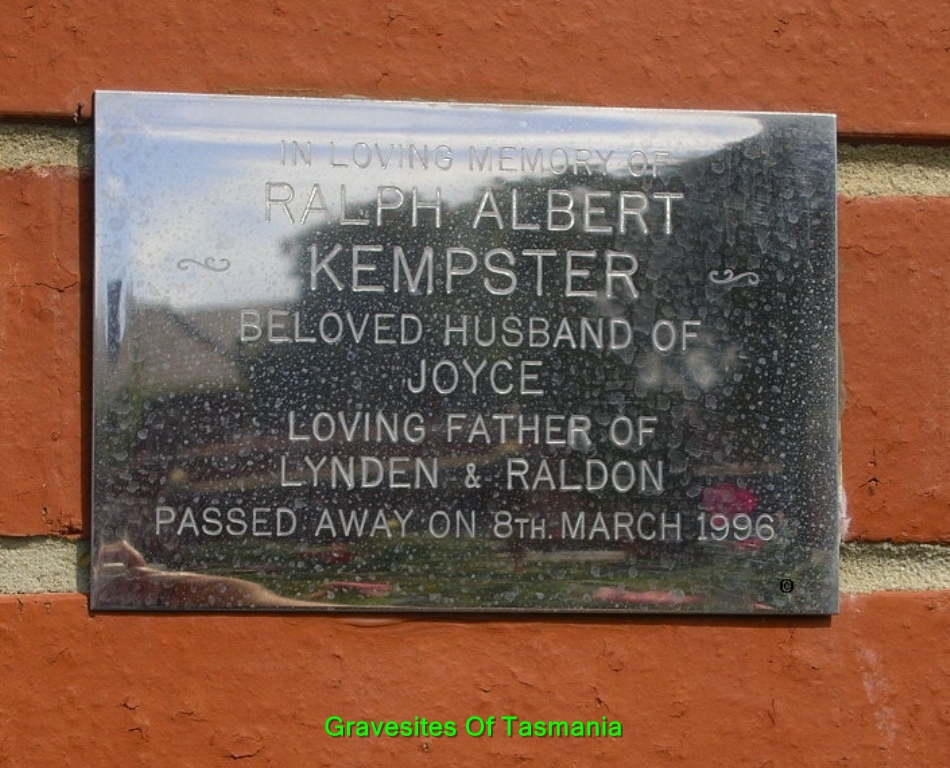 IN LOVING MEMORY OF
RALPH ALBERT
KEMPSTER
BELOVED HUSBAND OF
JOYCE
LOVING FATHER OF
LYNDEN & RALDON
PASSED AWAY ON 8TH MARCH 1996
©
Gravesites Of Tasmania